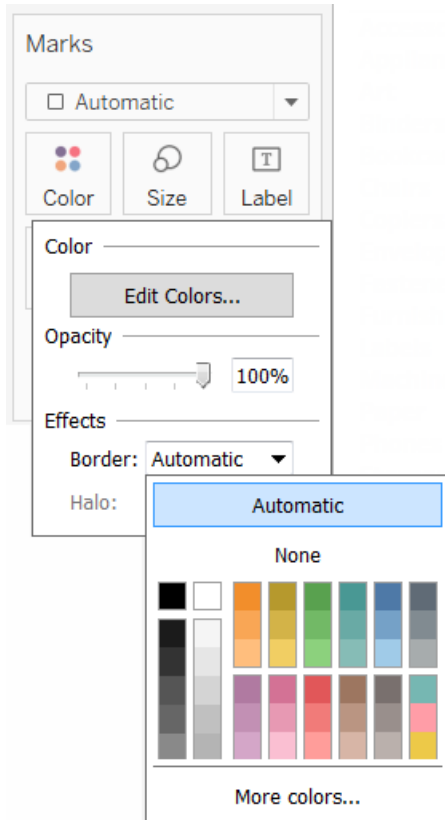 Marks
Automatic
Color Size Label
T
Color
Edit Colors...
Opacity
100%
Effects
Border: Automatic
Halo:
Automatic
None
More colors...